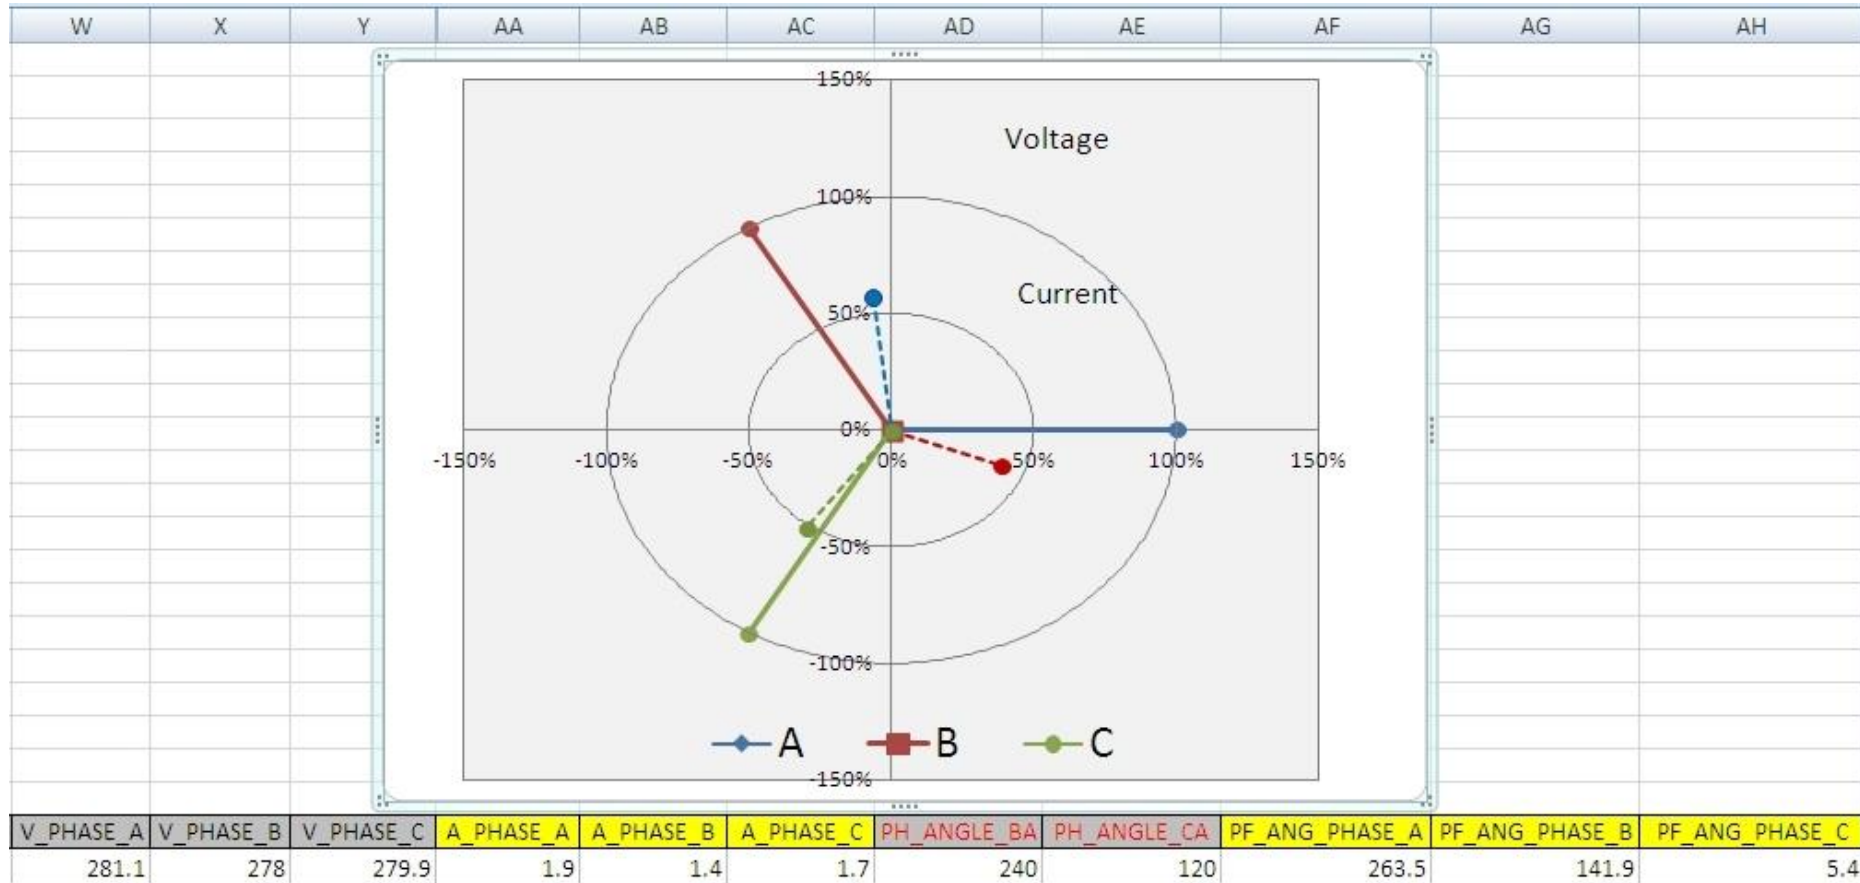 W X Y AA AB AC AD AE AF AG AH
150%
Voltage
100%
Current
50%
0%
-150% -100% -50% 0% 50% 100% 150%
-50%
-100%
A B C
-150%
V_PHASE_A V_PHASE_B V_PHASE_C A_PHASE_A A_PHASE_B A_PHASE_C PH_ANGLE_BA PH_ANGLE_CA PF_ANG_PHASE_A PF_ANG_PHASE_B PF_ANG_PHASE_C
281.1 278 279.9 1.9 1.4 1.7 240 120 263.5 141.9 5.4